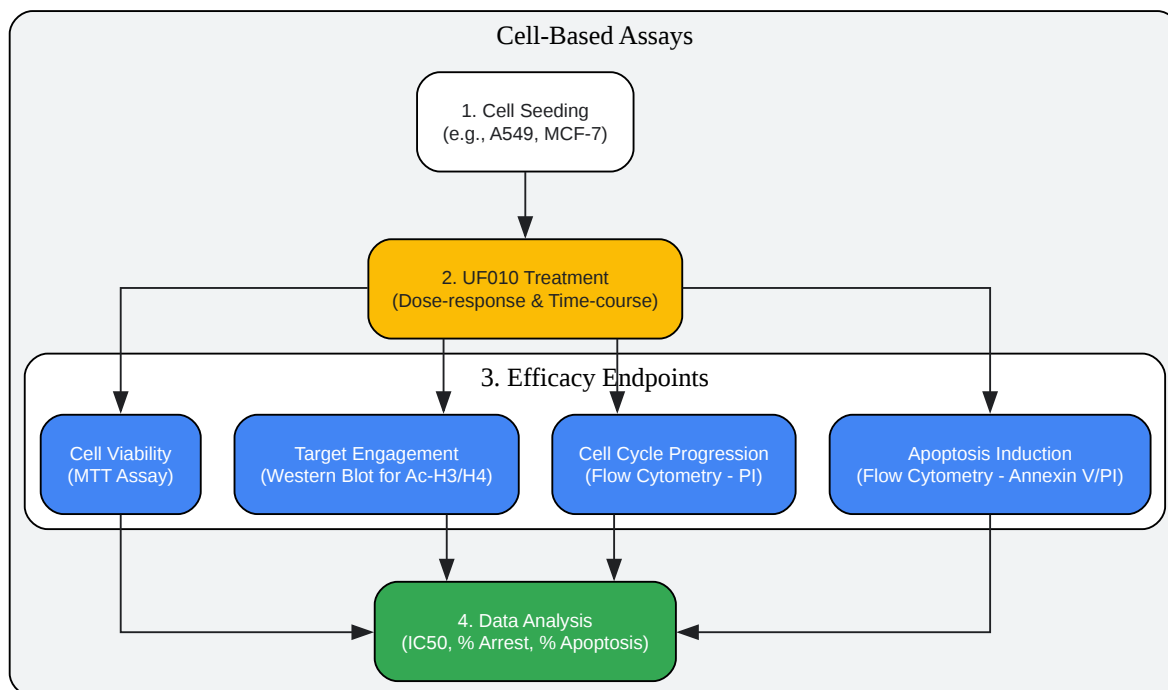 Cell-Based Assays
1. Cell Seeding
(e.g., A549, MCF-7)
2. UF010 Treatment
(Dose-response & Time-course)
3. Efficacy Endpoints
Cell Viability
(MTT Assay)
Target Engagement
(Western Blot for Ac-H3/H4)
Cell Cycle Progression
(Flow Cytometry - PI)
Apoptosis Induction
(Flow Cytometry - Annexin V/PI)
4. Data Analysis
(IC50, % Arrest, % Apoptosis)